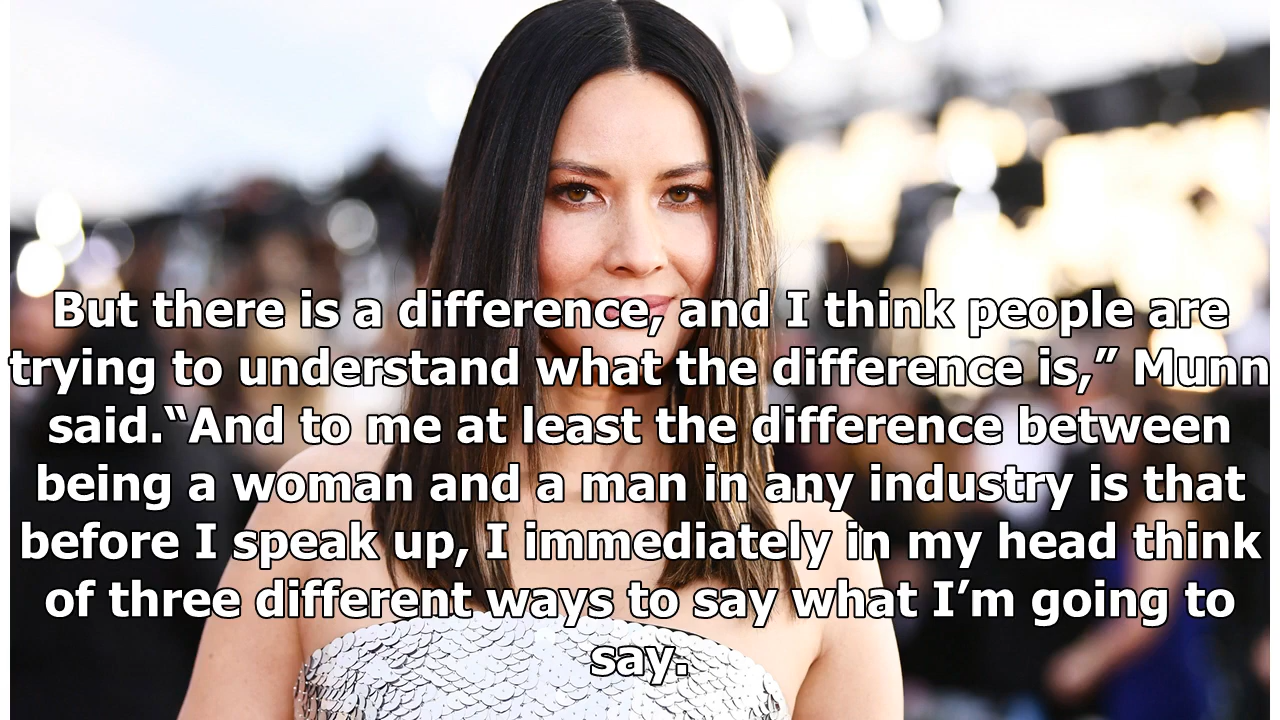 But there is a difference, and I think people are
trying to understand what the difference is,” Munn
said.“And to me at least the difference between
being a woman and a man in any industry is that
before I speak up, I immediately in my head think
of three different ways to say what I’m going to
say.